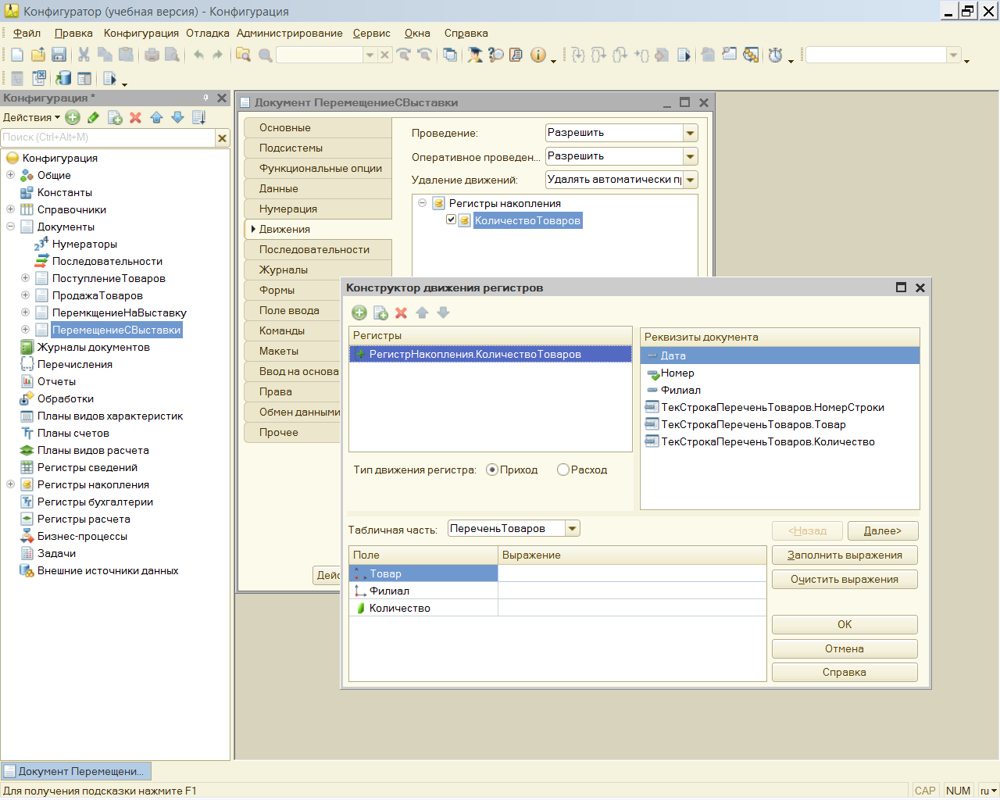 Конфигуратор (учебная версия) - Конфигурация
Файл Правка Конфигурация Отладка Администрирование Сервис Окна Справка
Конфигурация *
Действия
Поиск (Ctrl+Alt+M)
Конфигурация
Общие
Константы
Справочники
Документы
Нумераторы
Последовательности
ПоступлениеТоваров
ПродажаТоваров
ПеремкщениеНаВыставку
ПеремещениеСВыставки
Журналы документов
Перечисления
Отчеты
Обработки
Планы видов характеристик
Планы счетов
Планы видов расчета
Регистры сведений
Регистры накопления
Регистры бухгалтерии
Регистры расчета
Бизнес-процессы
Задачи
Внешние источники данных
Документ ПеремещениеСВыставки
Основные
Подсистемы
Функциональные опции
Данные
Нумерация
Движения
Последовательности
Журналы
Формы
Поле ввода
Команды
Макеты
Ввод на основа
Права
Обмен данными
Прочее
Проведение: Разрешить
Оперативное проведен... Разрешить
Удаление движений: Удалять автоматически п
Регистры накопления
КоличествоТоваров
Дейс
Конструктор движения регистров
Регистры
РегистрНакопления.КоличествоТоваров
Реквизиты документа
Дата
Номер
Филиал
ТекСтрокаПереченьТоваров.НомерСтроки
ТекСтрокаПереченьТоваров.Товар
ТекСтрокаПереченьТоваров.Количество
Тип движения регистра: Приход Расход
Табличная часть: ПереченьТоваров
<Назад Далее>
Поле Выражение
Товар
Филиал
Количество
Заполнить выражения
Очистить выражения
OK
Отмена
Справка
Документ Перемещени...
Для получения подсказки нажмите F1
CAP NUM ru